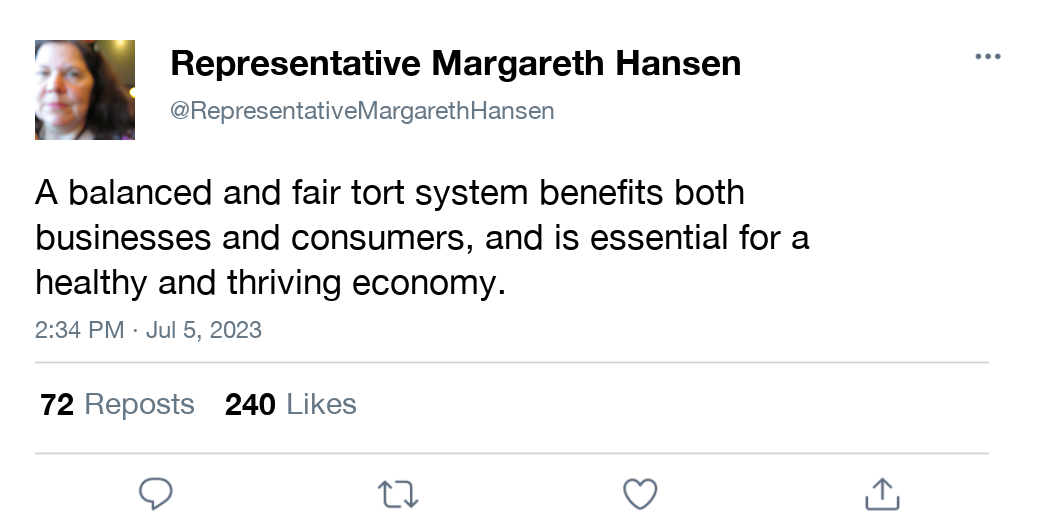 Representative Margareth Hansen
@RepresentativeMargarethHansen
A balanced and fair tort system benefits both
businesses and consumers, and is essential for a
healthy and thriving economy.
2:34 PM · Jul 5, 2023
72 Reposts 240 Likes